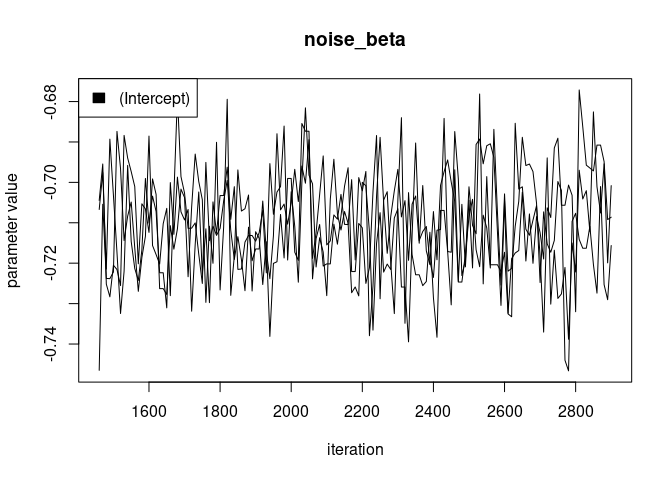 noise_beta
(Intercept)
parameter value
-0.68
-0.70
-0.72
-0.74
1600 1800 2000 2200 2400 2600 2800
iteration